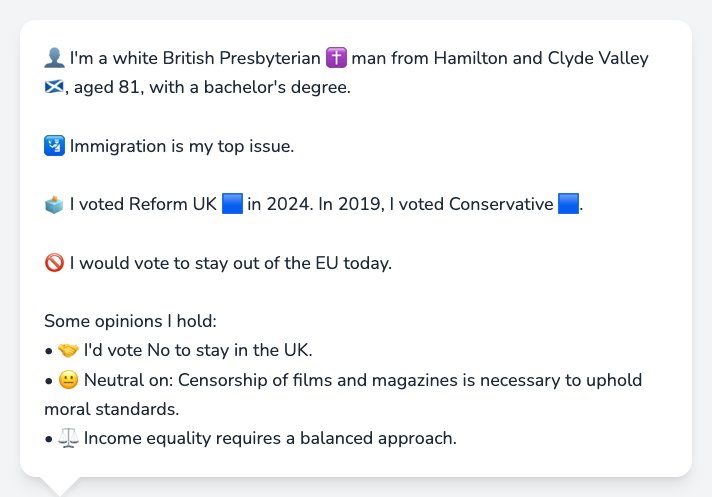 👤 I'm a white British Presbyterian ✝️ man from Hamilton and Clyde Valley
🏴󠁧󠁢󠁳󠁣󠁴󠁿, aged 81, with a bachelor's degree.
🛂 Immigration is my top issue.
🗳️ I voted Reform UK 🟦 in 2024. In 2019, I voted Conservative 🟦.
🚫 I would vote to stay out of the EU today.
Some opinions I hold:
• 🤝 I'd vote No to stay in the UK.
• 😐 Neutral on: Censorship of films and magazines is necessary to uphold
moral standards.
• ⚖️ Income equality requires a balanced approach.